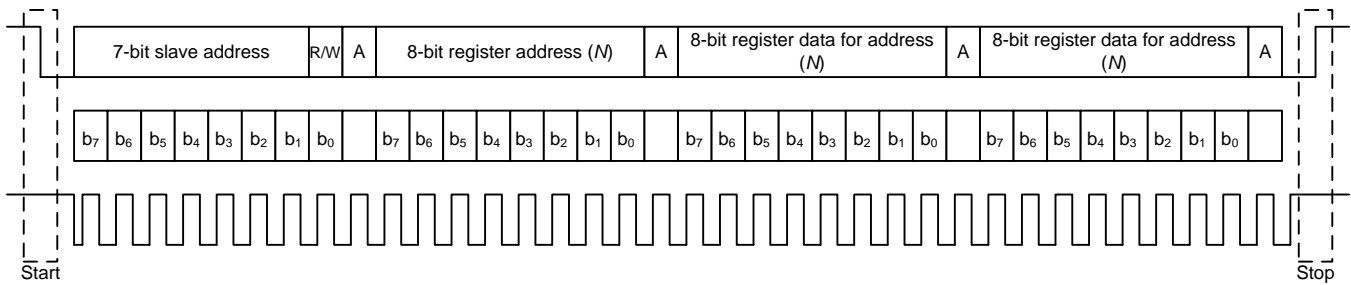 7-bit slave address R/W A 8-bit register address (N) A 8-bit register data for address (N) A 8-bit register data for address (N) A
b7 b6 b5 b4 b3 b2 b1 b0 b7 b6 b5 b4 b3 b2 b1 b0 b7 b6 b5 b4 b3 b2 b1 b0 b7 b6 b5 b4 b3 b2 b1 b0
Start Stop